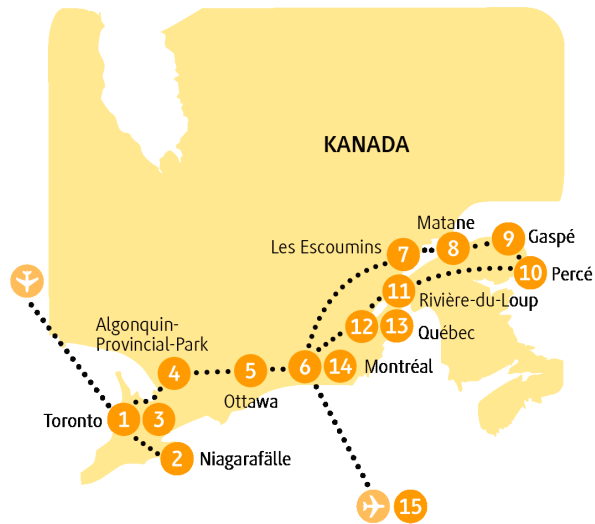 KANADA
Matane
7
8
9
Gaspé
Les Escoumins
10
Percé
11
Rivière-du-Loup
12
13
Québec
Algonquin-
Provincial-Park
4
5
6
14
Montréal
Ottawa
Toronto
1
3
2
Niagarafälle
15